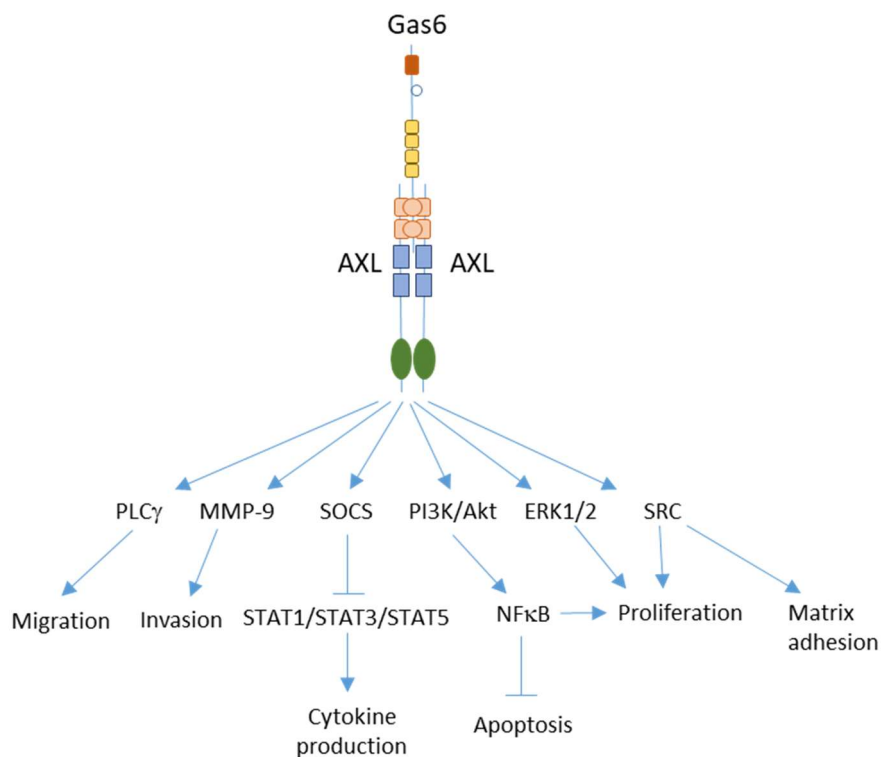 Gas6
AXL
AXL
PLCγ
MMP-9
SOCS
PI3K/Akt
ERK1/2
SRC
Migration
Invasion
STAT1/STAT3/STAT5
NFκB
Proliferation
Matrix
adhesion
Cytokine
production
Apoptosis